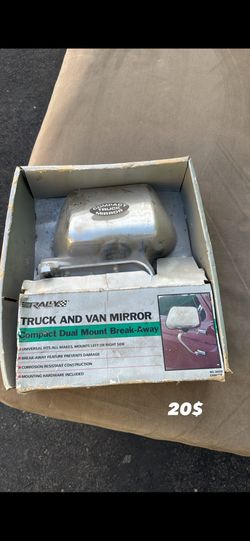 COMPACT
TRUCK
MIRROR
RALLY
TRUCK AND VAN MIRROR
Compact Dual Mount Break-Away
UNIVERSAL FITS ALL MAKES, MOUNTS LEFT OR RIGHT SIDE
BREAK-AWAY FEATURE PREVENTS DAMAGE
CORROSION RESISTANT CONSTRUCTION
MOUNTING HARDWARE INCLUDED
20$